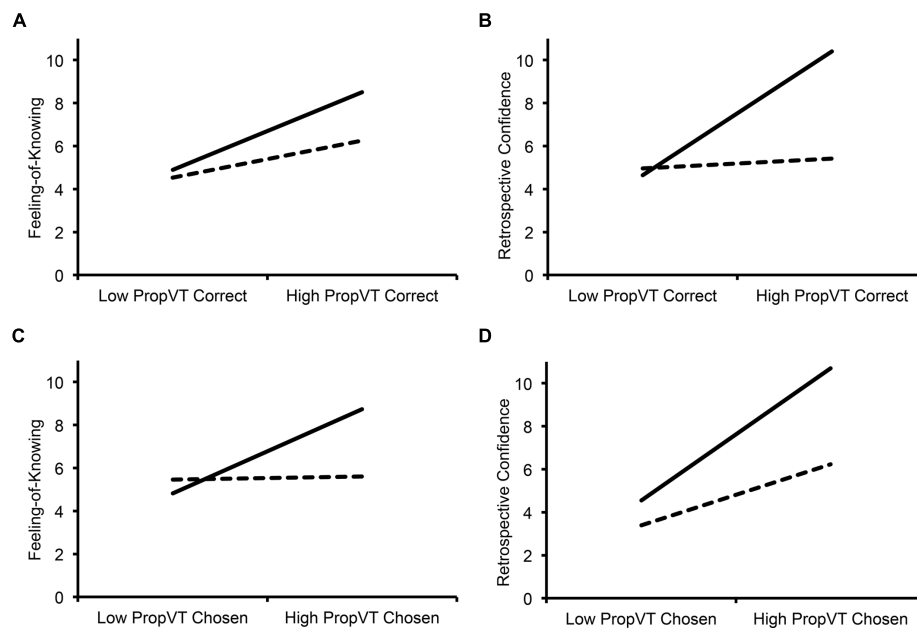 A
Feeling-of-Knowing
10
8
6
4
2
0
Low PropVT Correct
High PropVT Correct
B
Retrospective Confidence
10
8
6
4
2
0
Low PropVT Correct
High PropVT Correct
C
Feeling-of-Knowing
10
8
6
4
2
0
Low PropVT Chosen
High PropVT Chosen
D
Retrospective Confidence
10
8
6
4
2
0
Low PropVT Chosen
High PropVT Chosen